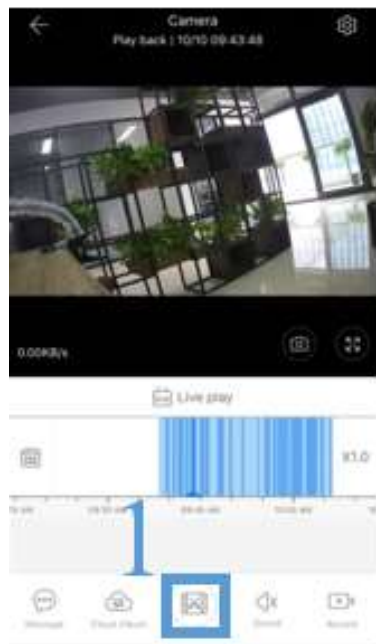 Camera
Play back | 10/10 09:43:48
0.00KB/s
Live play
X1.0
1
Message
Cloud Album
Sound
Record